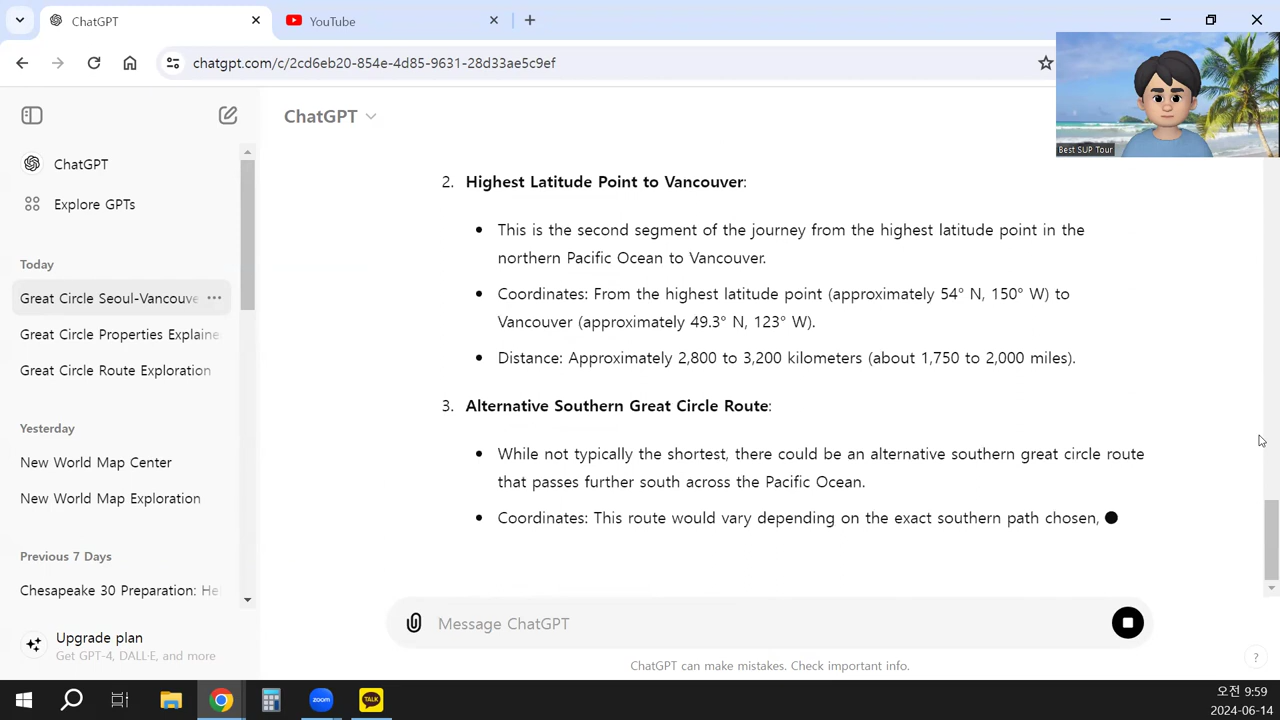 ChatGPT
YouTube
chatgpt.com/c/2cd6eb20-854e-4d85-9631-28d33ae5c9ef
ChatGPT
Best SUP Tour
ChatGPT
Explore GPTs
Today
Great Circle Seoul-Vancouve
Great Circle Properties Explaine
Great Circle Route Exploration
Yesterday
New World Map Center
New World Map Exploration
Previous 7 Days
Chesapeake 30 Preparation: He
Upgrade plan
Get GPT-4, DALL·E, and more
2. Highest Latitude Point to Vancouver:
This is the second segment of the journey from the highest latitude point in the
northern Pacific Ocean to Vancouver.
Coordinates: From the highest latitude point (approximately 54° N, 150° W) to
Vancouver (approximately 49.3° N, 123° W).
Distance: Approximately 2,800 to 3,200 kilometers (about 1,750 to 2,000 miles).
3. Alternative Southern Great Circle Route:
While not typically the shortest, there could be an alternative southern great circle route
that passes further south across the Pacific Ocean.
Coordinates: This route would vary depending on the exact southern path chosen,
Message ChatGPT
ChatGPT can make mistakes. Check important info.
?
zoom
TALK
오전 9:59
2024-06-14